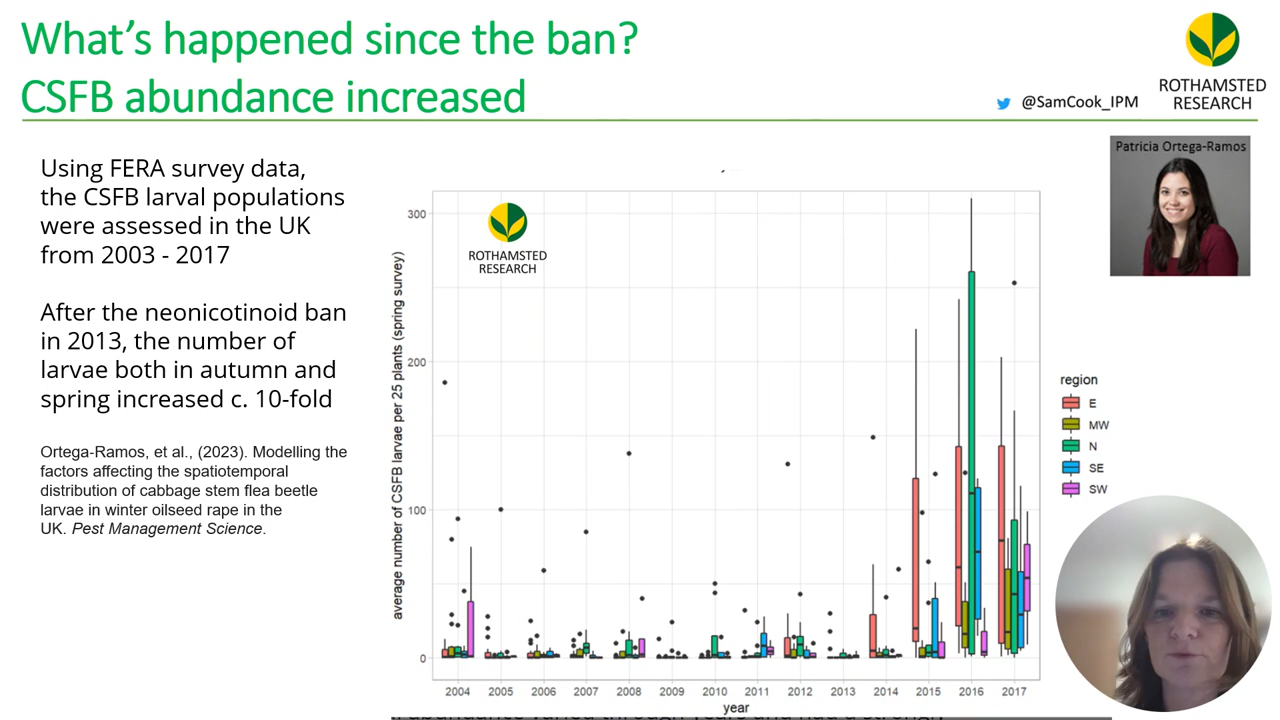 What's happened since the ban?
CSFB abundance increased
@SamCook_IPM
ROTHAMSTED
RESEARCH
Patricia Ortega-Ramos
Using FERA survey data,
the CSFB larval populations
were assessed in the UK
from 2003 - 2017
After the neonicotinoid ban
in 2013, the number of
larvae both in autumn and
spring increased c. 10-fold
Ortega-Ramos, et al., (2023). Modelling the
factors affecting the spatiotemporal
distribution of cabbage stem flea beetle
larvae in winter oilseed rape in the
UK. Pest Management Science.
ROTHAMSTED
RESEARCH
average number of CSFB larvae per 25 plants (spring survey)
300
200
100
0
2004 2005 2006 2007 2008 2009 2010 2011 2012 2013 2014 2015 2016 2017
year
region
E
MW
N
SE
SW